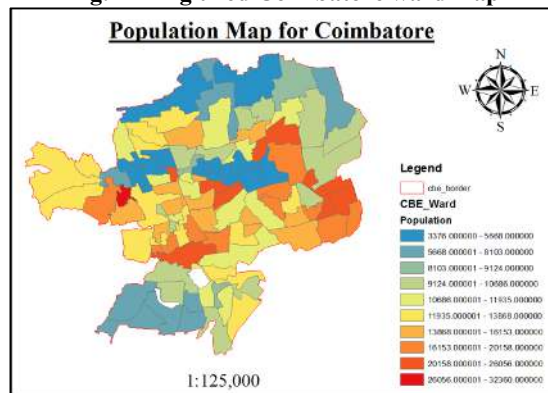 Population Map for Coimbatore
N
W E
S
Legend
cbe_border
CBE_Ward
Population
3376.000000 - 5668.000000
5668.000001 - 8103.000000
8103.000001 - 9124.000000
9124.000001 - 10686.000000
10686.000001 - 11935.000000
11935.000001 - 13868.000000
13868.000001 - 16153.000000
16153.000001 - 20158.000000
20158.000001 - 26056.000000
26056.000001 - 32360.000000
1:125,000